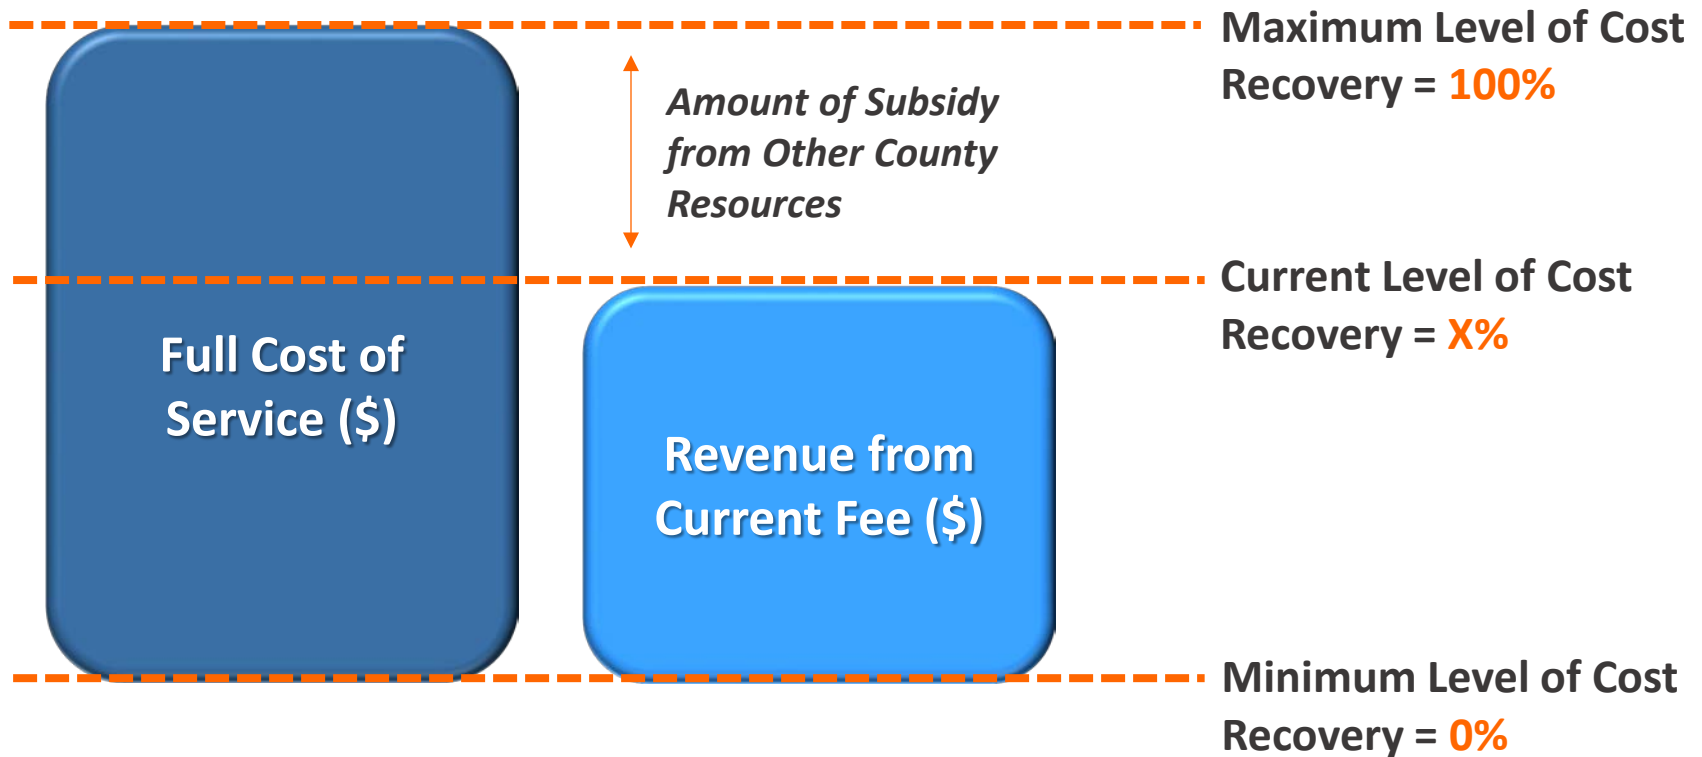 Maximum Level of Cost
Recovery = 100%
Amount of Subsidy
from Other County
Resources
Current Level of Cost
Recovery = X%
Full Cost of
Service ($)
Revenue from
Current Fee ($)
Minimum Level of Cost
Recovery = 0%